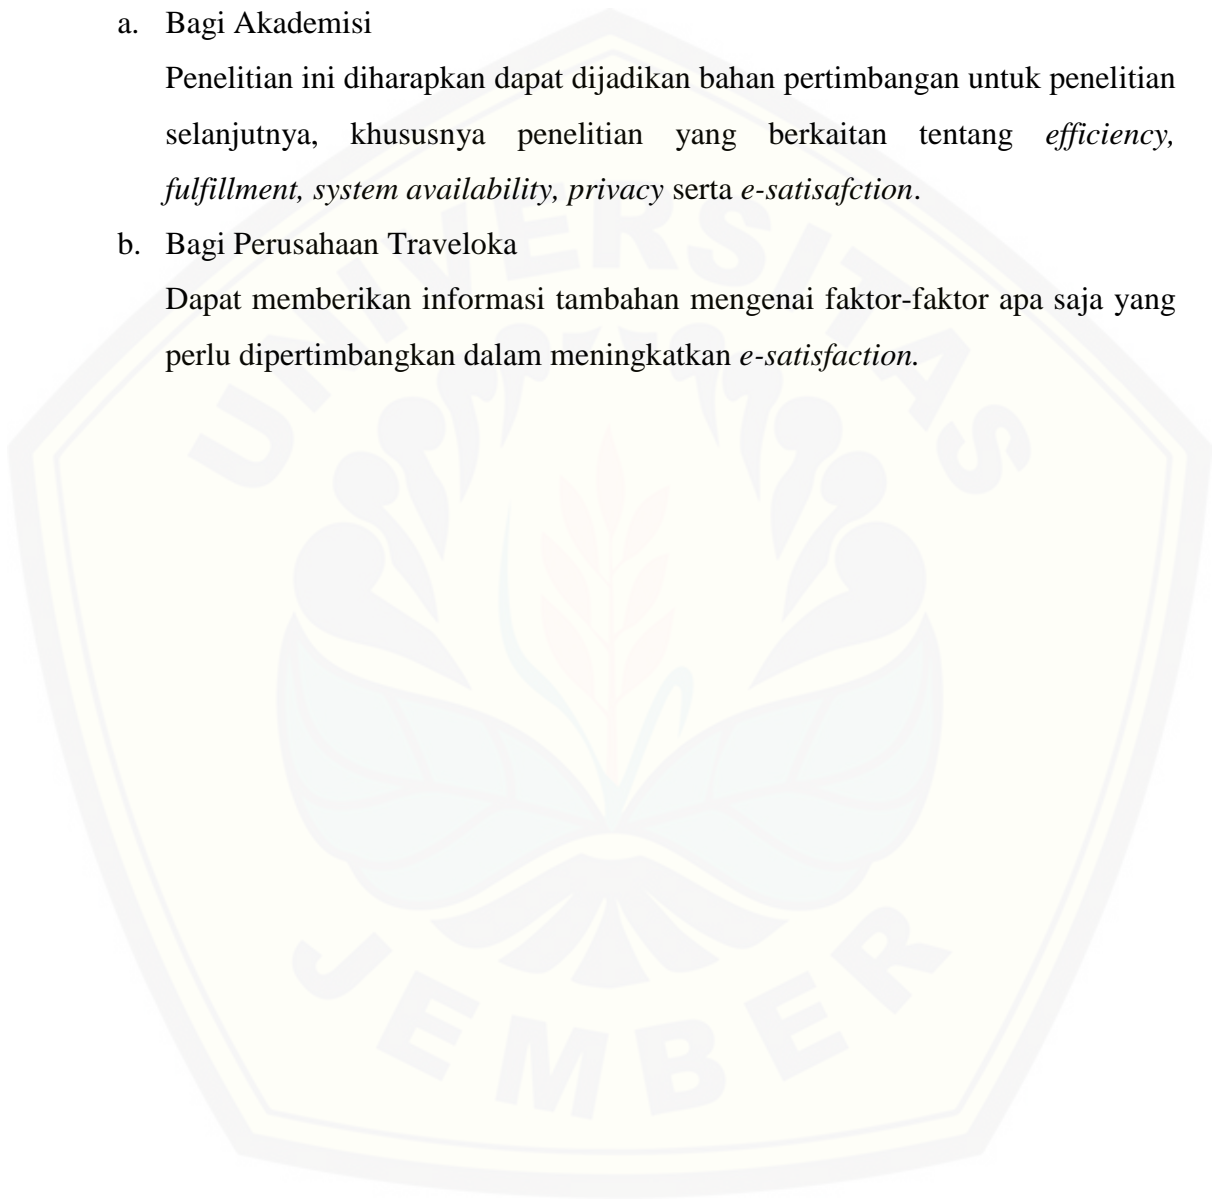 a. Bagi Akademisi
Penelitian ini diharapkan dapat dijadikan bahan pertimbangan untuk penelitian
selanjutnya, khususnya penelitian yang berkaitan tentang efficiency,
fulfillment, system availability, privacy serta e-satisafction.
b. Bagi Perusahaan Traveloka
Dapat memberikan informasi tambahan mengenai faktor-faktor apa saja yang
perlu dipertimbangkan dalam meningkatkan e-satisfaction.
UNIVERSITAS
JEMBER